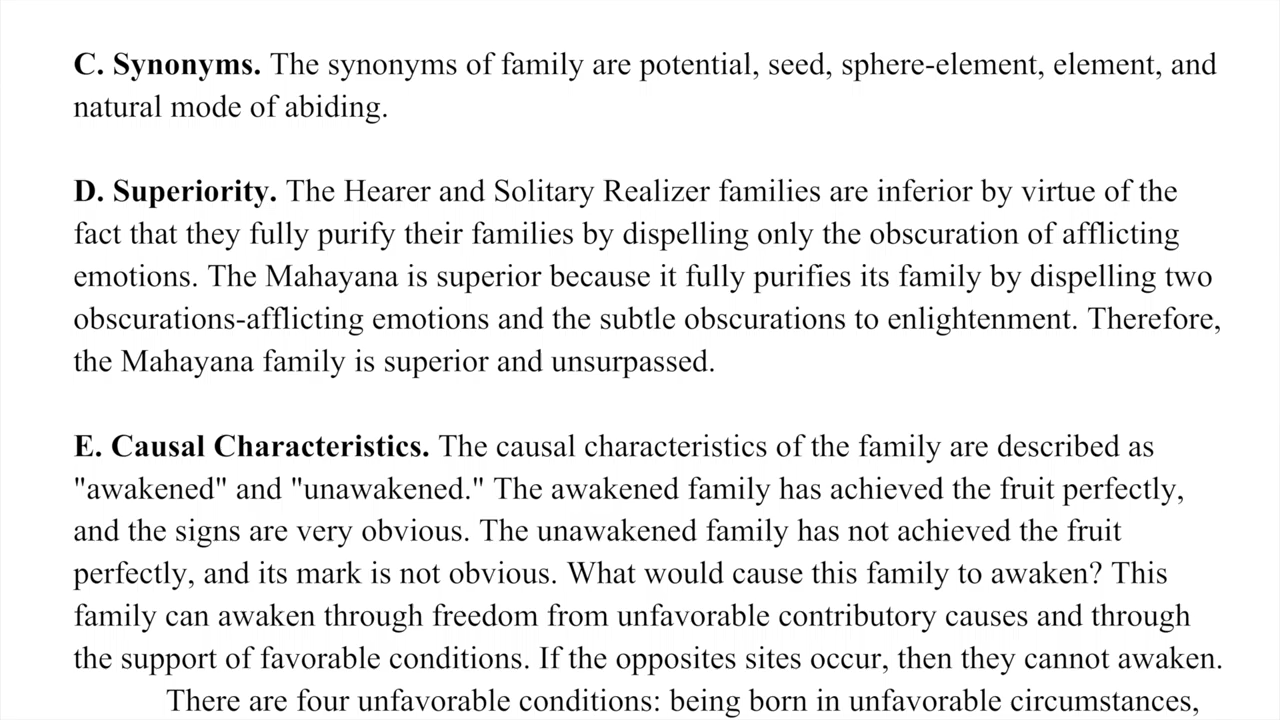 C. Synonyms. The synonyms of family are potential, seed, sphere-element, element, and
natural mode of abiding.
D. Superiority. The Hearer and Solitary Realizer families are inferior by virtue of the
fact that they fully purify their families by dispelling only the obscuration of afflicting
emotions. The Mahayana is superior because it fully purifies its family by dispelling two
obscurations-afflicting emotions and the subtle obscurations to enlightenment. Therefore,
the Mahayana family is superior and unsurpassed.
E. Causal Characteristics. The causal characteristics of the family are described as
"awakened" and "unawakened." The awakened family has achieved the fruit perfectly,
and the signs are very obvious. The unawakened family has not achieved the fruit
perfectly, and its mark is not obvious. What would cause this family to awaken? This
family can awaken through freedom from unfavorable contributory causes and through
the support of favorable conditions. If the opposites sites occur, then they cannot awaken.
There are four unfavorable conditions: being born in unfavorable circumstances,